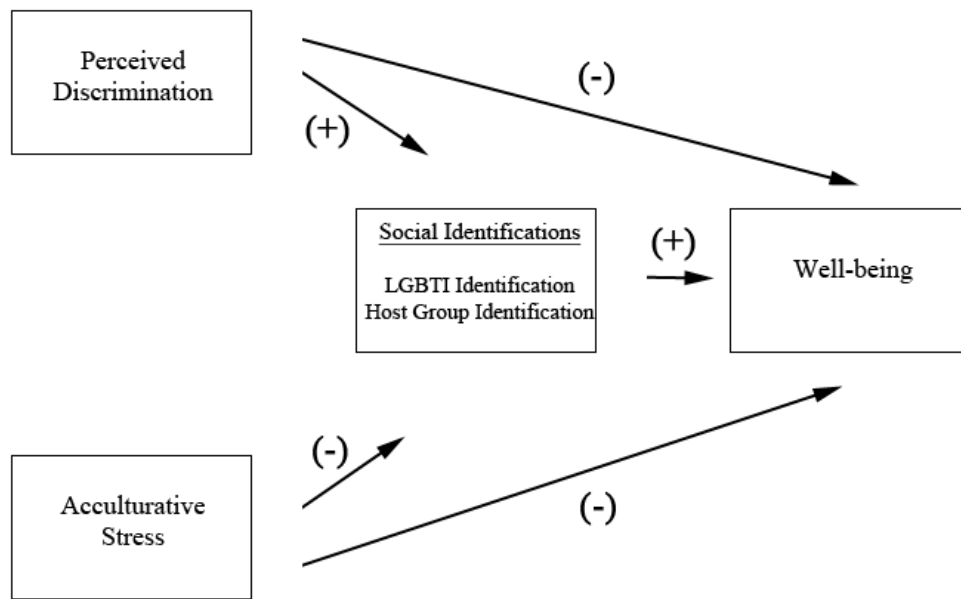 Perceived
Discrimination
(-)
(+)
Social Identifications
LGBTI Identification
Host Group Identification
(+)
Well-being
(-)
Acculturative
Stress
(-)